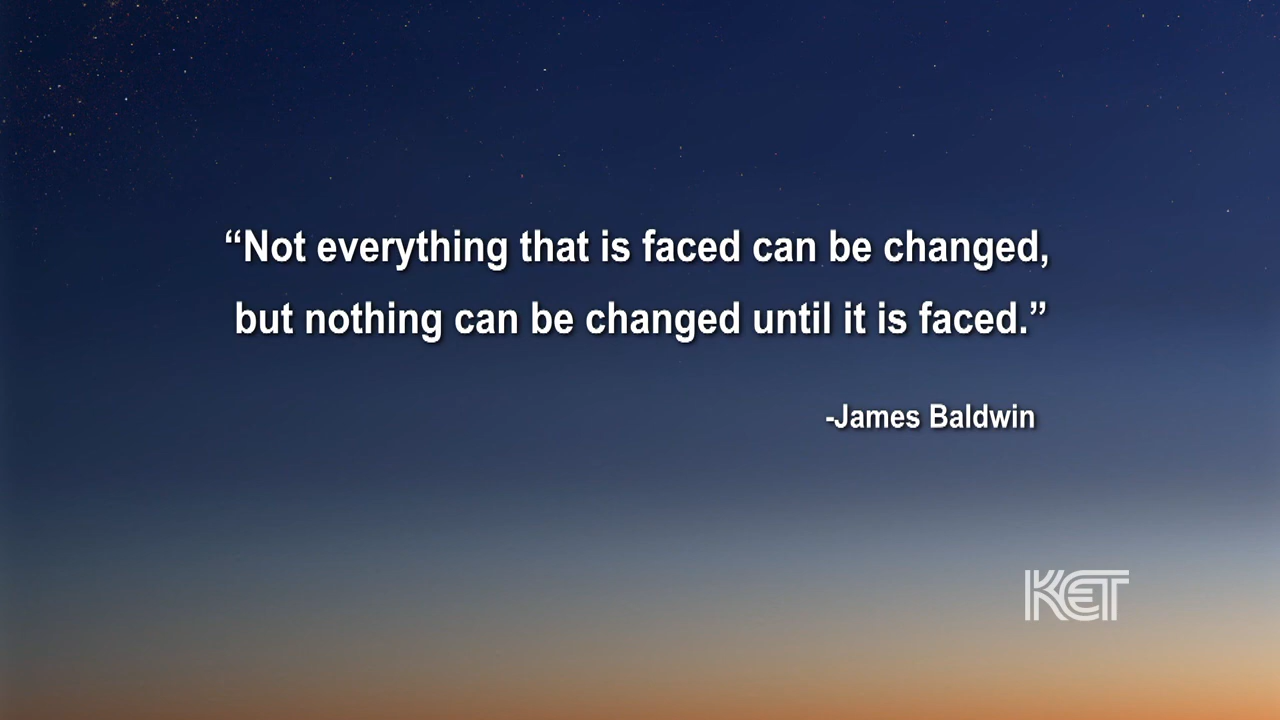 “Not everything that is faced can be changed,
but nothing can be changed until it is faced.”
-James Baldwin
KET